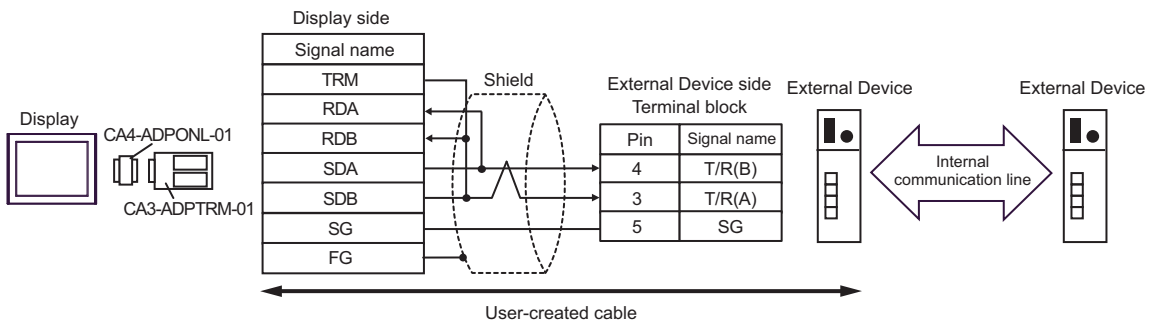 Display side
Signal name
TRM
RDA
RDB
SDA
SDB
SG
FG
Shield
Display
CA4-ADPONL-01
CA3-ADPTRM-01
External Device side
Terminal block
Pin Signal name
4 T/R(B)
3 T/R(A)
5 SG
External Device
Internal
communication line
External Device
User-created cable